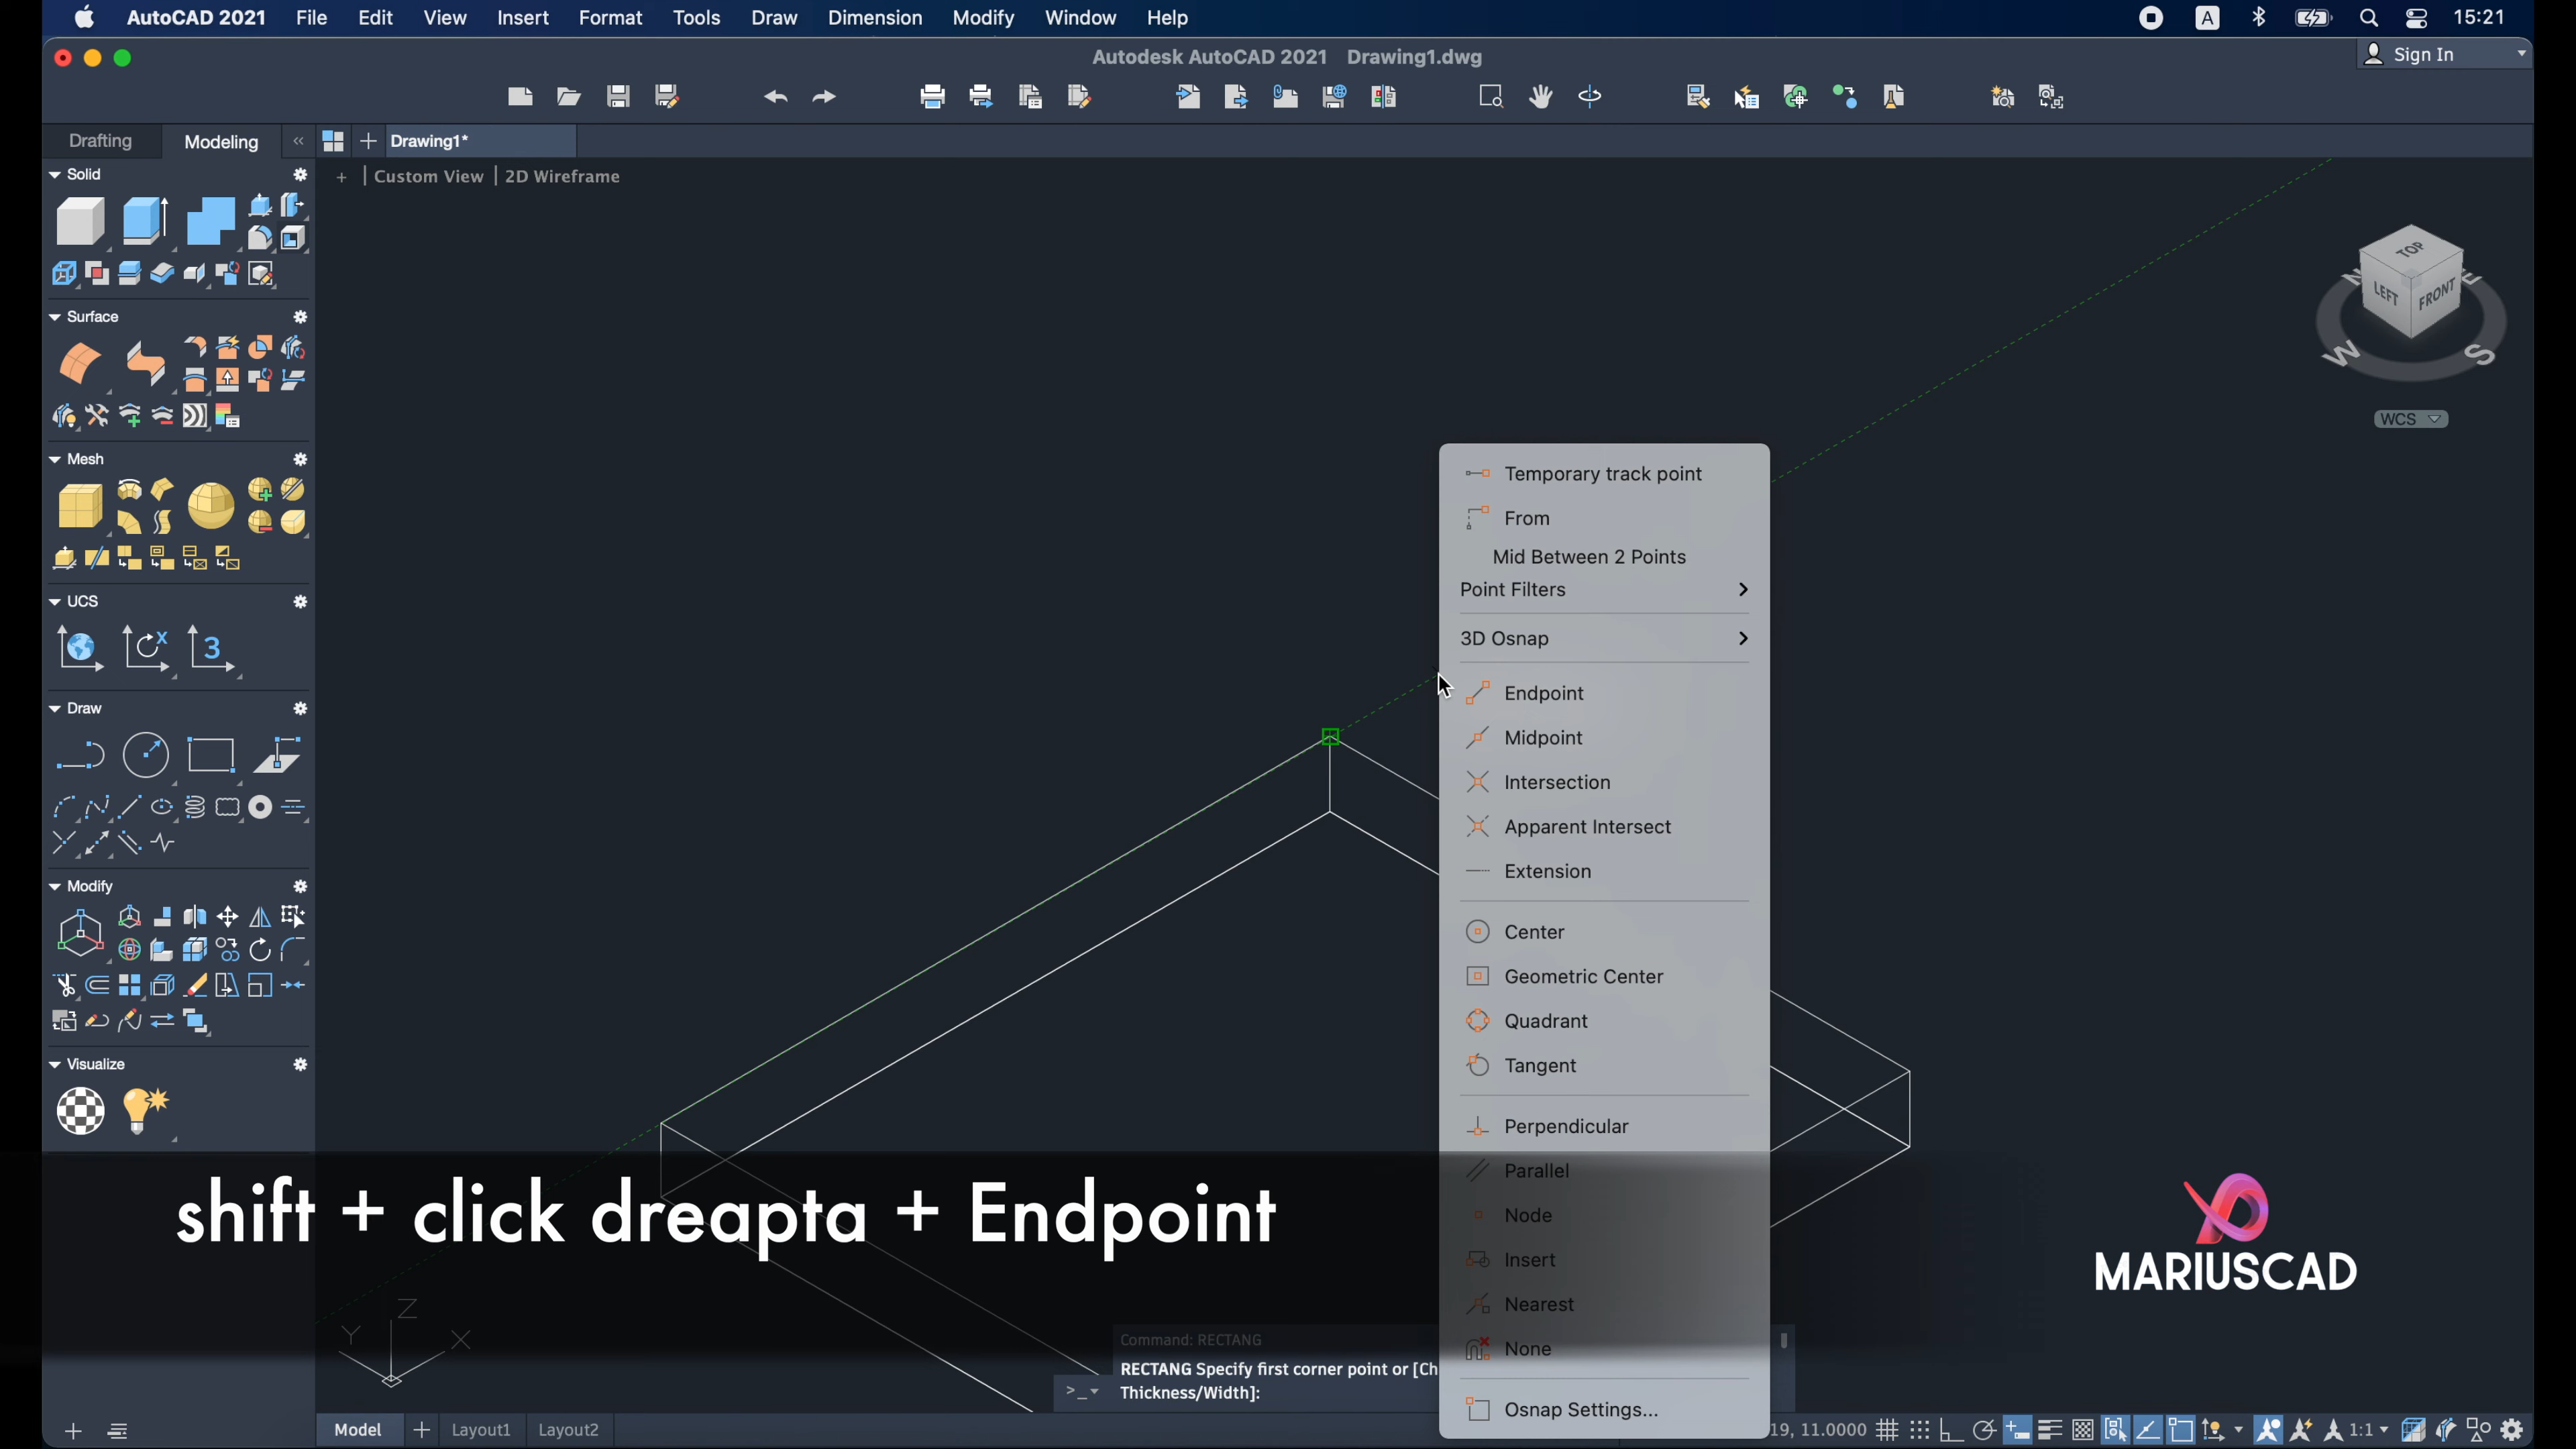 AutoCAD 2021 File Edit View Insert Format Tools Draw Dimension Modify Window Help A 15:21
Autodesk AutoCAD 2021 Drawing1.dwg
Sign In
Drafting Modeling « + Drawing1*
+ | Custom View | 2D Wireframe
Solid
Surface
Mesh
UCS
X 3
Draw
Modify
Visualize
TOP
LEFT FRONT
N E
W S
WCS
Temporary track point
From
Mid Between 2 Points
Point Filters
3D Osnap
Endpoint
Midpoint
Intersection
Apparent Intersect
Extension
Center
Geometric Center
Quadrant
Tangent
Perpendicular
Parallel
Node
Insert
Nearest
None
Osnap Settings...
shift + click dreapta + Endpoint
MARIUSCAD
Z
Y X
Command: RECTANG
RECTANG Specify first corner point or [Ch
>_ Thickness/Width]:
Model + Layout1 Layout2
19, 11.0000 1:1